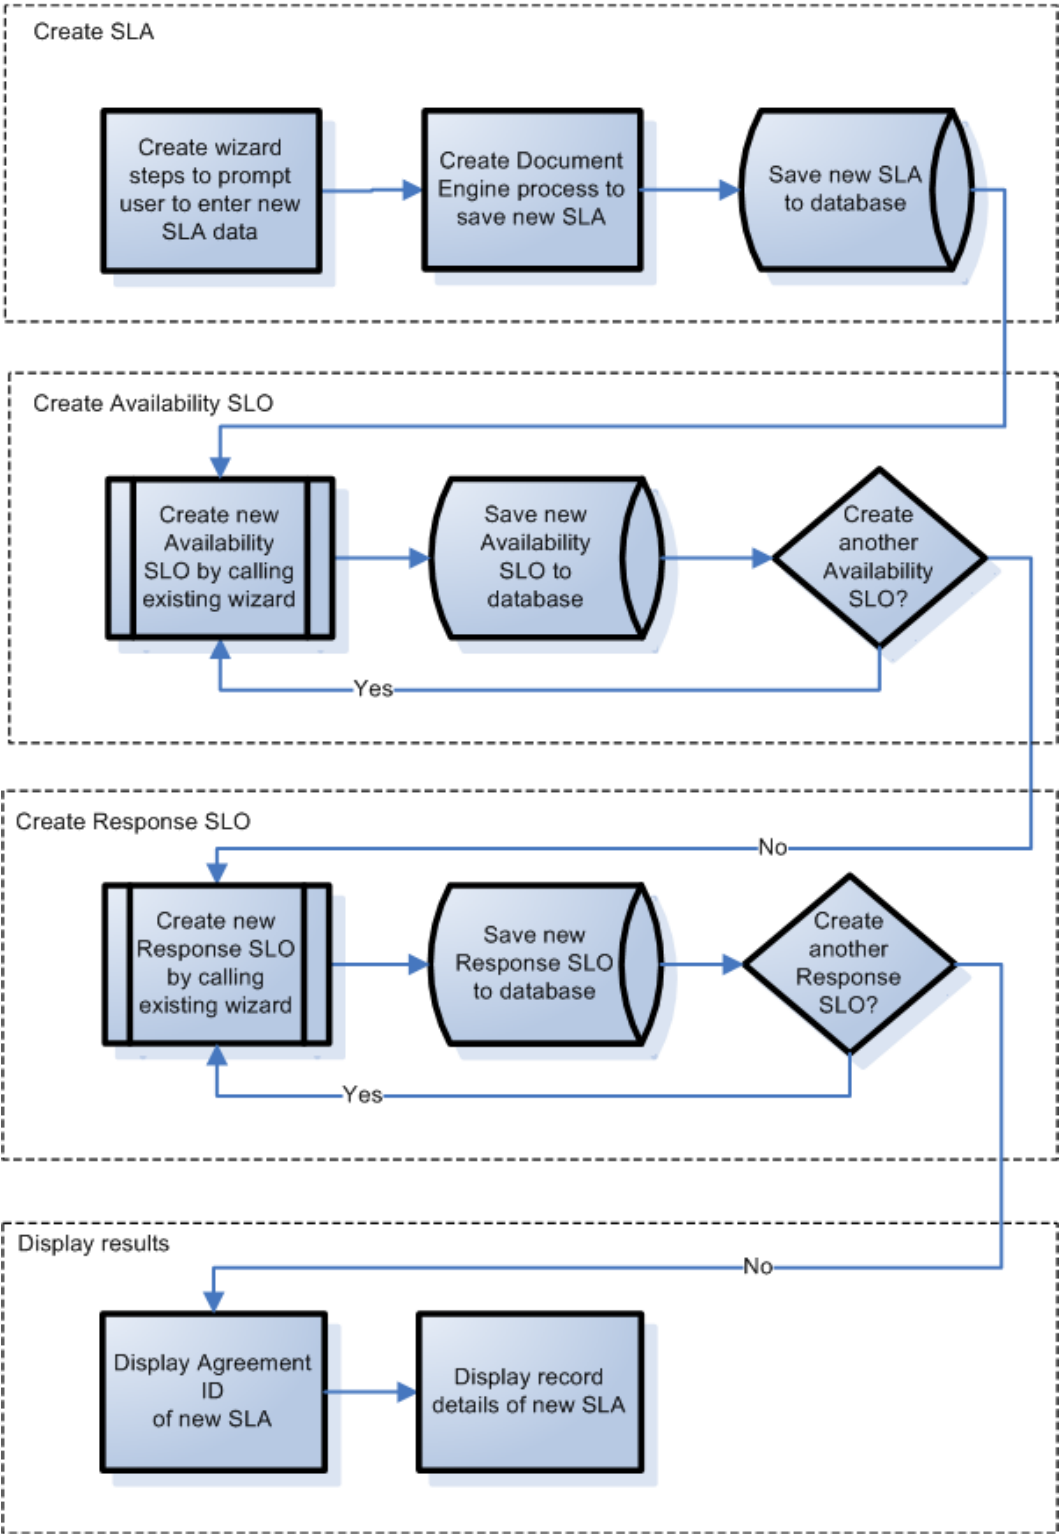 Create SLA
Create wizard
steps to prompt
user to enter new
SLA data
Create Document
Engine process to
save new SLA
Save new SLA
to database
Create Availability SLO
Create new
Availability
SLO by calling
existing wizard
Save new
Availability
SLO to
database
Create
another
Availability
SLO?
Yes
Create Response SLO
No
Create new
Response SLO
by calling
existing wizard
Save new
Response SLO
to database
Create
another
Response
SLO?
Yes
Display results
No
Display Agreement
ID
of new SLA
Display record
details of new SLA